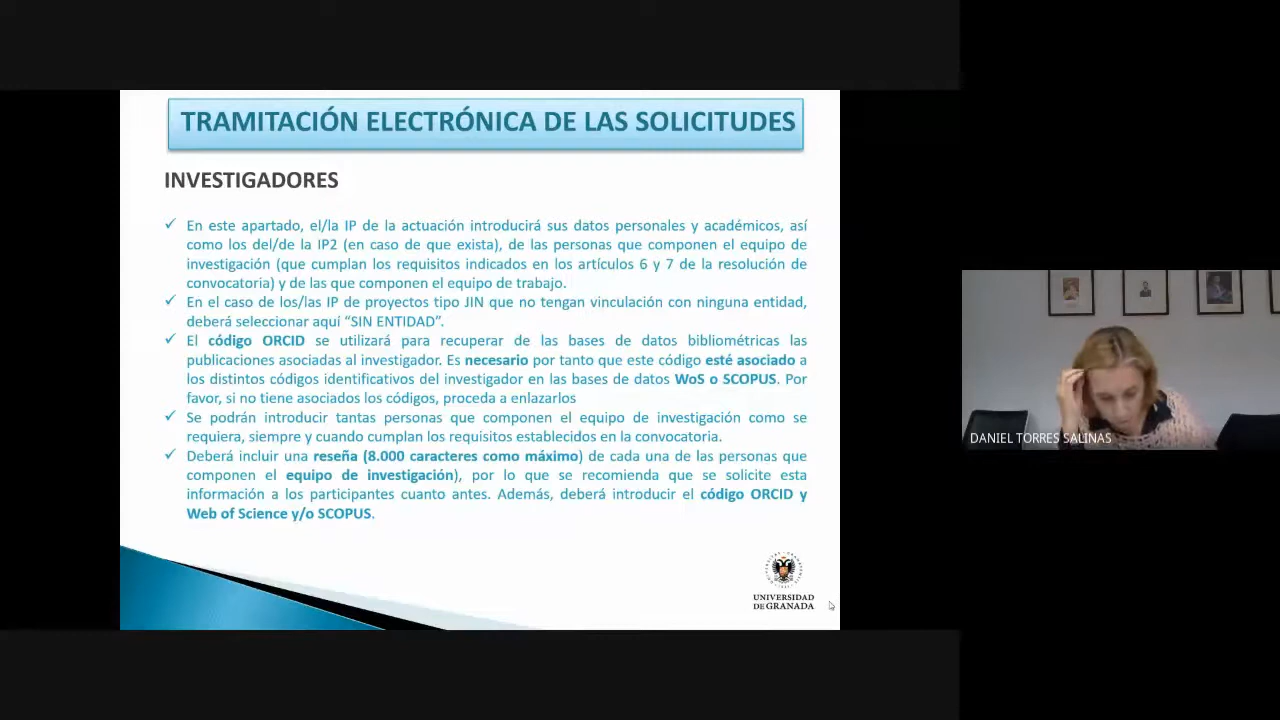 TRAMITACIÓN ELECTRÓNICA DE LAS SOLICITUDES
INVESTIGADORES
✓ En este apartado, el/la IP de la actuación introducirá sus datos personales y académicos, así
como los del/de la IP2 (en caso de que exista), de las personas que componen el equipo de
investigación (que cumplan los requisitos indicados en los artículos 6 y 7 de la resolución de
convocatoria) y de las que componen el equipo de trabajo.
✓ En el caso de los/las IP de proyectos tipo JIN que no tengan vinculación con ninguna entidad,
deberá seleccionar aquí “SIN ENTIDAD”.
✓ El código ORCID se utilizará para recuperar de las bases de datos bibliométricas las
publicaciones asociadas al investigador. Es necesario por tanto que este código esté asociado a
los distintos códigos identificativos del investigador en las bases de datos WoS o SCOPUS. Por
favor, si no tiene asociados los códigos, proceda a enlazarlos
✓ Se podrán introducir tantas personas que componen el equipo de investigación como se
requiera, siempre y cuando cumplan los requisitos establecidos en la convocatoria.
✓ Deberá incluir una reseña (8.000 caracteres como máximo) de cada una de las personas que
componen el equipo de investigación), por lo que se recomienda que se solicite esta
información a los participantes cuanto antes. Además, deberá introducir el código ORCID y
Web of Science y/o SCOPUS.
UNIVERSIDAD
DE GRANADA
DANIEL TORRES SALINAS